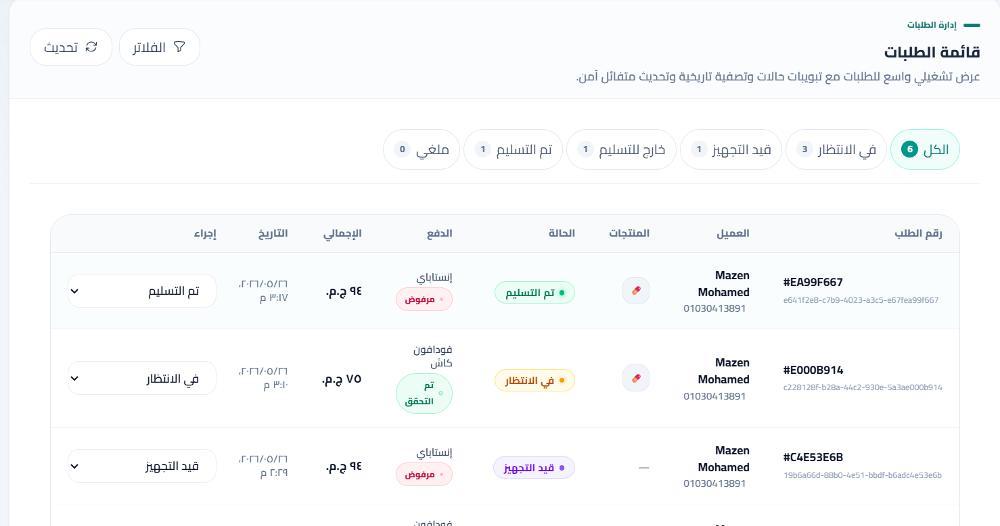 إدارة الطلبات
قائمة الطلبات
عرض تشغيلي واسع للطلبات مع تبويبات حالات وتصفية تاريخية وتحديث متفائل آمن.
الفلاتر
تحديث
الكل 6
في الانتظار 3
قيد التجهيز 1
خارج للتسليم 1
تم التسليم 1
ملغي 0
رقم الطلب العميل المنتجات الحالة الدفع الإجمالي التاريخ إجراء
#EA99F667
e641f2e8-c7b9-4023-a3c5-e67fea99f667
Mazen
Mohamed
01030413891
تم التسليم
إنستاباي
مرفوض
٩٤ ج.م.
٢٠٢٦/٠٥/٢٦،
٣:١٧ م
تم التسليم
#E000B914
c228128f-b28a-44c2-930e-5a3ae000b914
Mazen
Mohamed
01030413891
في الانتظار
فودافون
كاش
تم
التحقق
٧٥ ج.م.
٢٠٢٦/٠٥/٢٦،
٣:١٠ م
في الانتظار
#C4E53E6B
19b6a66d-88b0-4e51-bbdf-b6adc4e53e6b
Mazen
Mohamed
01030413891
—
قيد التجهيز
إنستاباي
مرفوض
٩٤ ج.م.
٢٠٢٦/٠٥/٢٦،
٢:٢٩ م
قيد التجهيز
فودافون